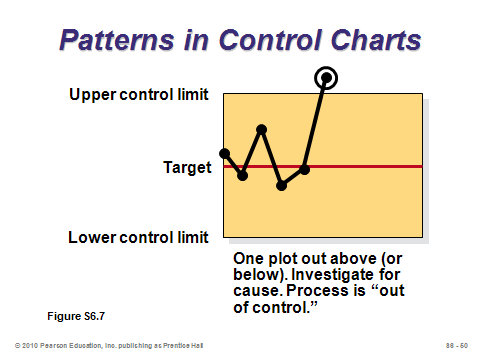 Patterns in Control Charts
Upper control limit
Target
Lower control limit
One plot out above (or
below). Investigate for
cause. Process is “out
of control.”
Figure S6.7
© 2010 Pearson Education, Inc. publishing as Prentice Hall
S6 - 50